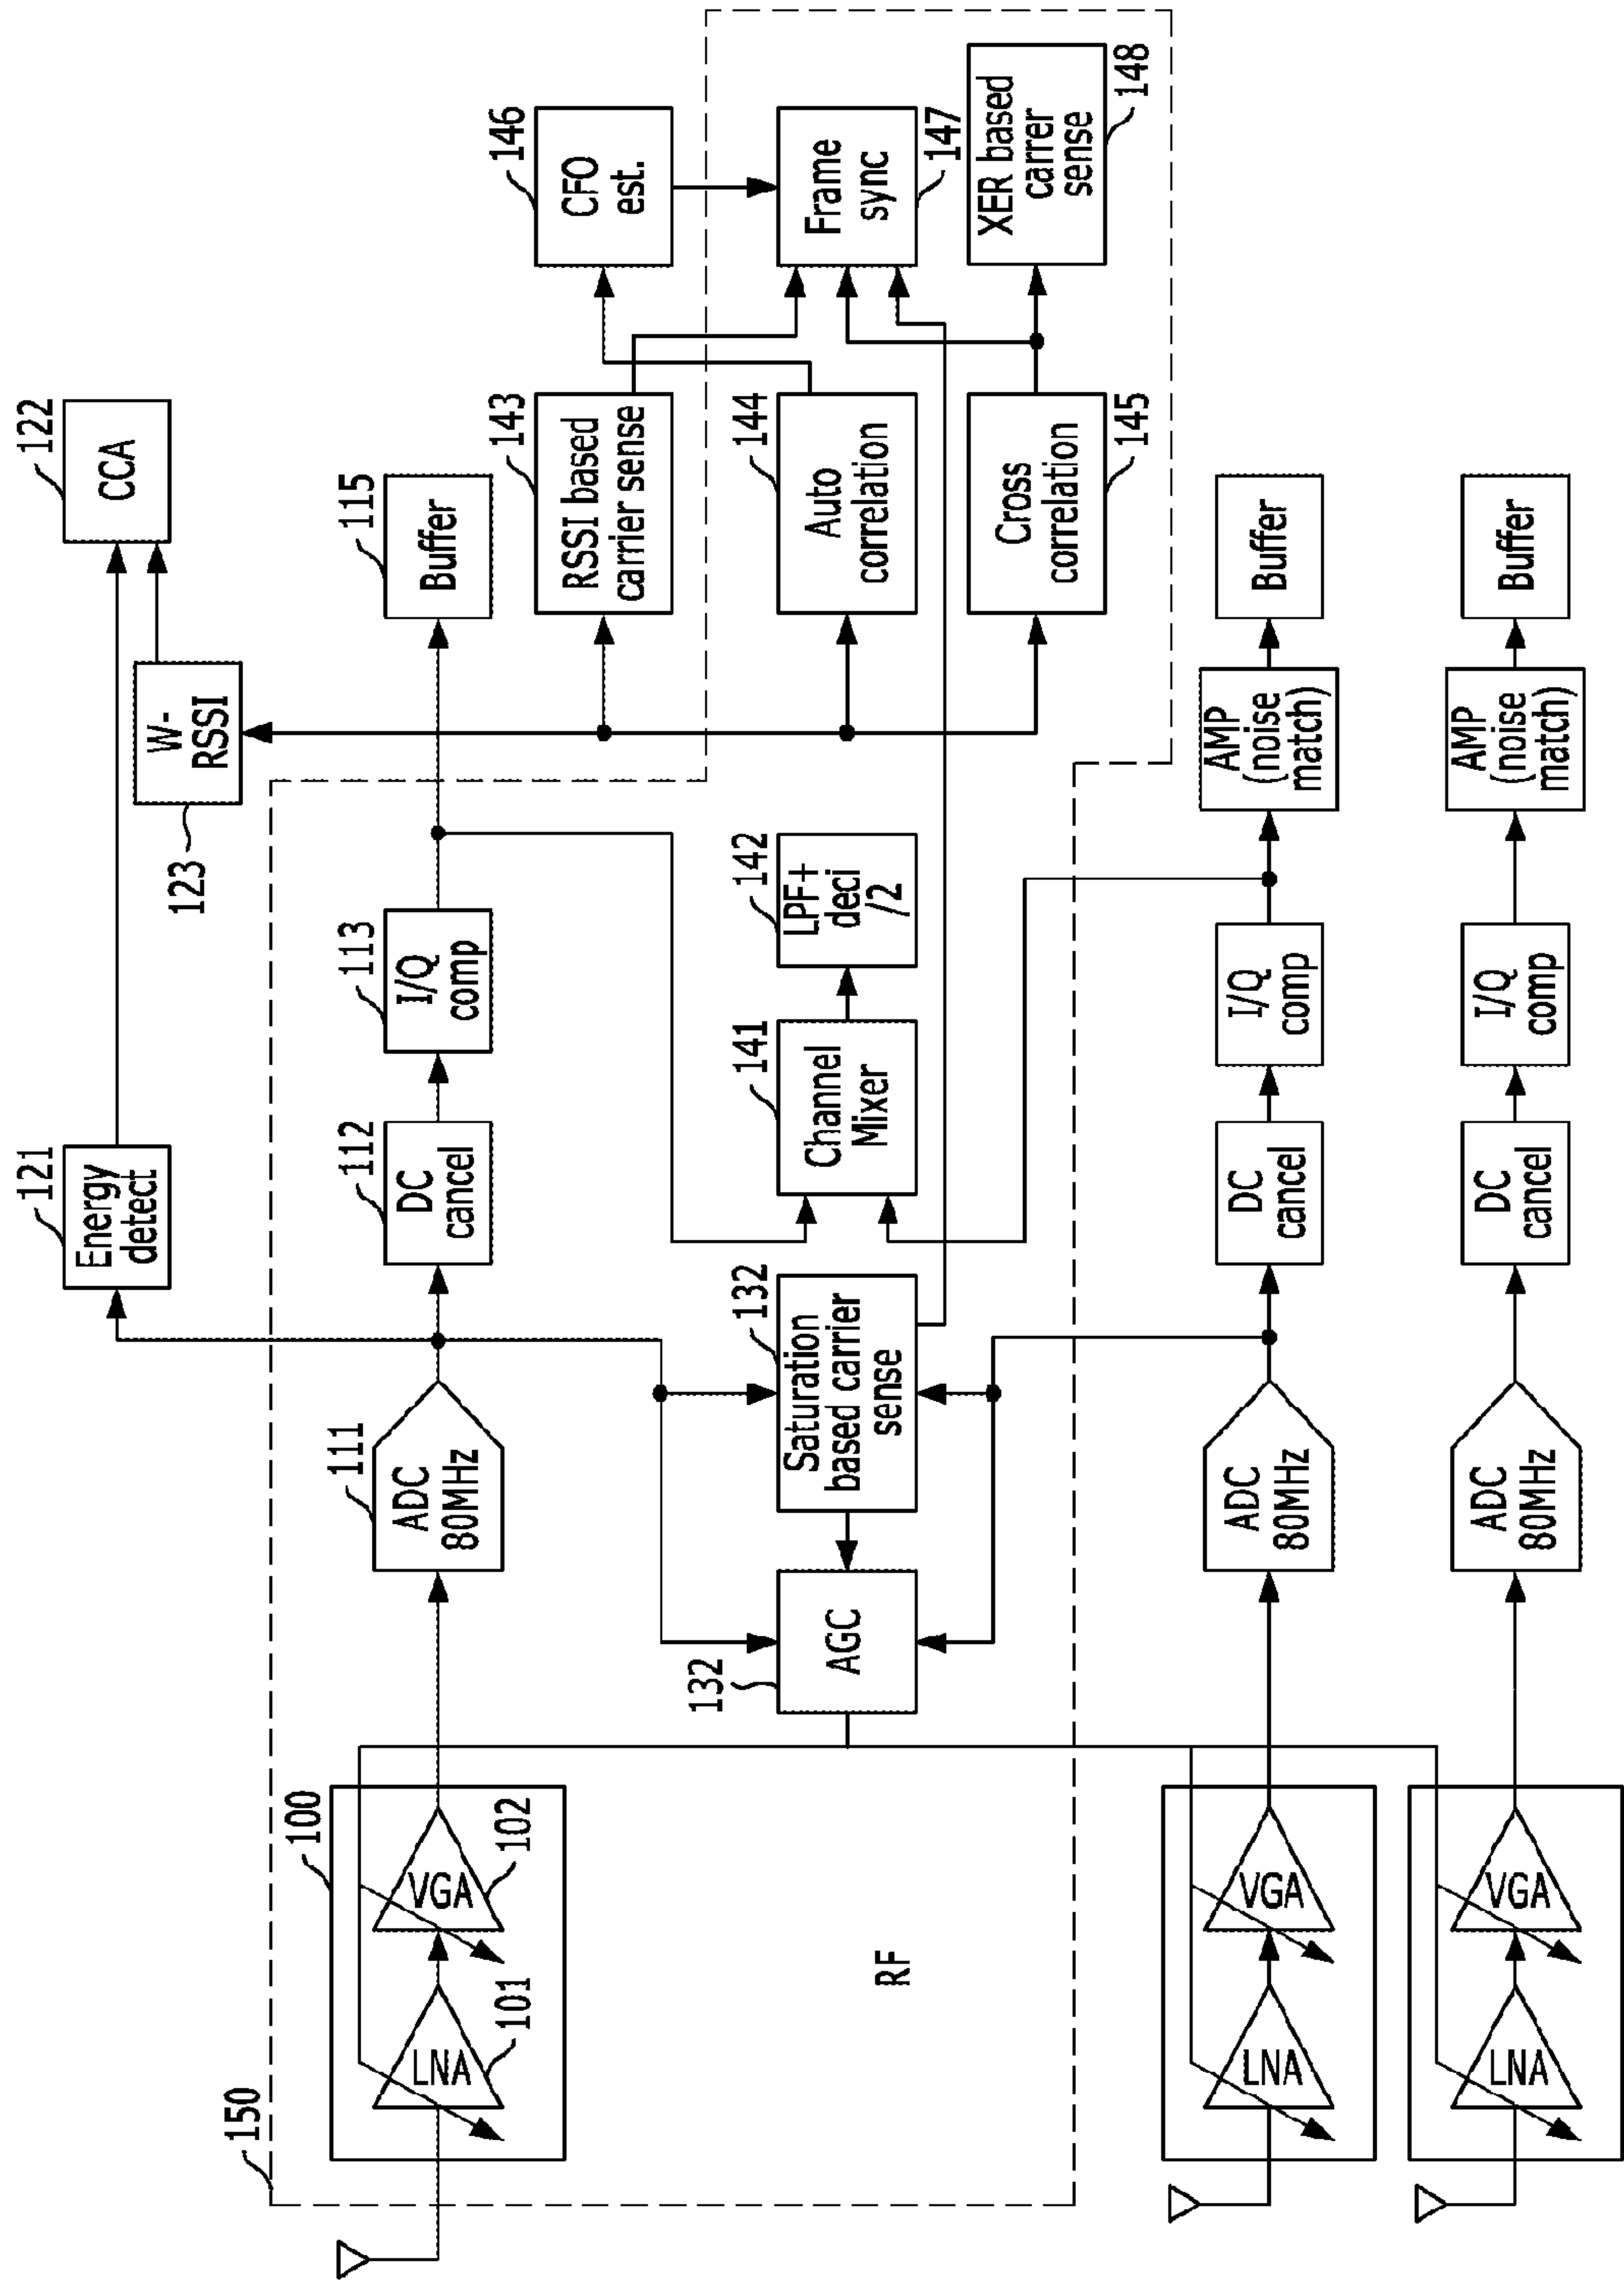 121
Energy
detect
122
CCA
123
W-
RSSI
150
100
101
LNA
102
VGA
111
ADC
80MHz
112
DC
cancel
113
I/Q
comp
115
Buffer
143
RSSI based
carrier sense
146
CFO
est.
RF
132
AGC
132
Saturation
based carrier
sense
141
Channel
Mixer
142
LPF+
deci
/2
144
Auto
correlation
147
Frame
sync
145
Cross
correlation
148
XER based
carrer
sense
LNA
VGA
ADC
80MHz
DC
cancel
I/Q
comp
AMP
(noise
match)
Buffer
LNA
VGA
ADC
80MHz
DC
cancel
I/Q
comp
AMP
(noise
match)
Buffer